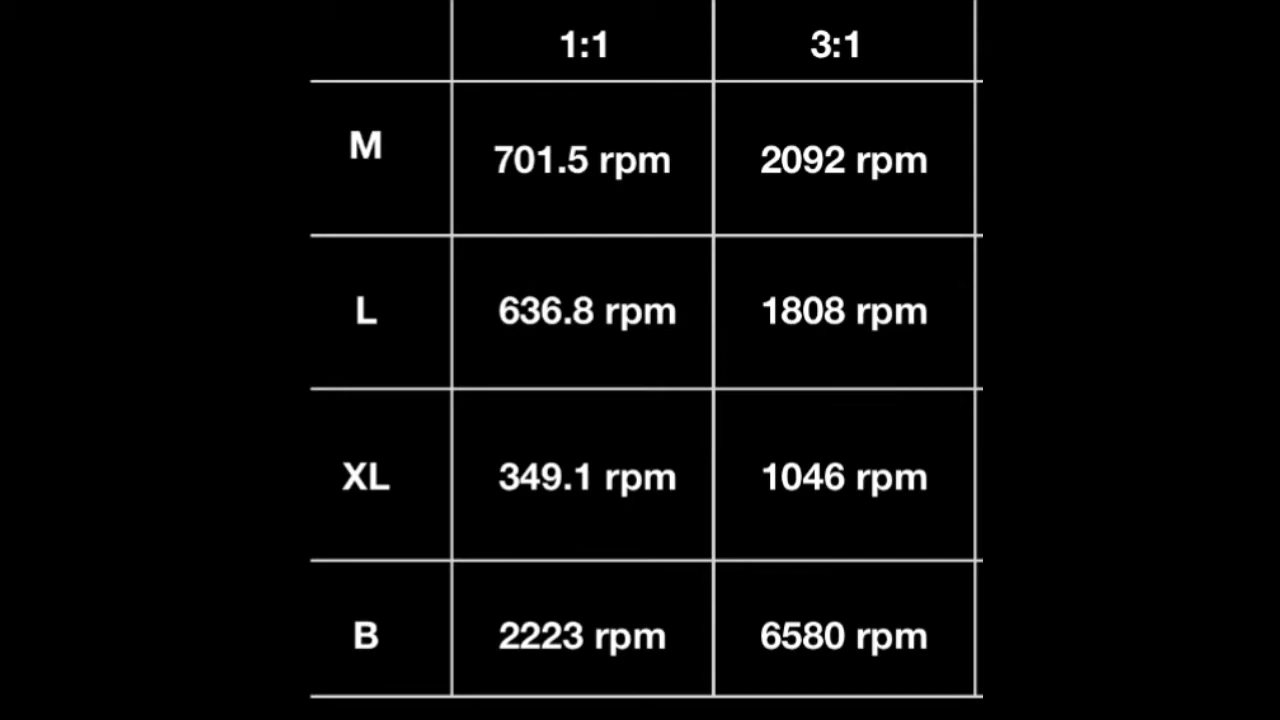 1:1 3:1
M 701.5 rpm 2092 rpm
L 636.8 rpm 1808 rpm
XL 349.1 rpm 1046 rpm
B 2223 rpm 6580 rpm